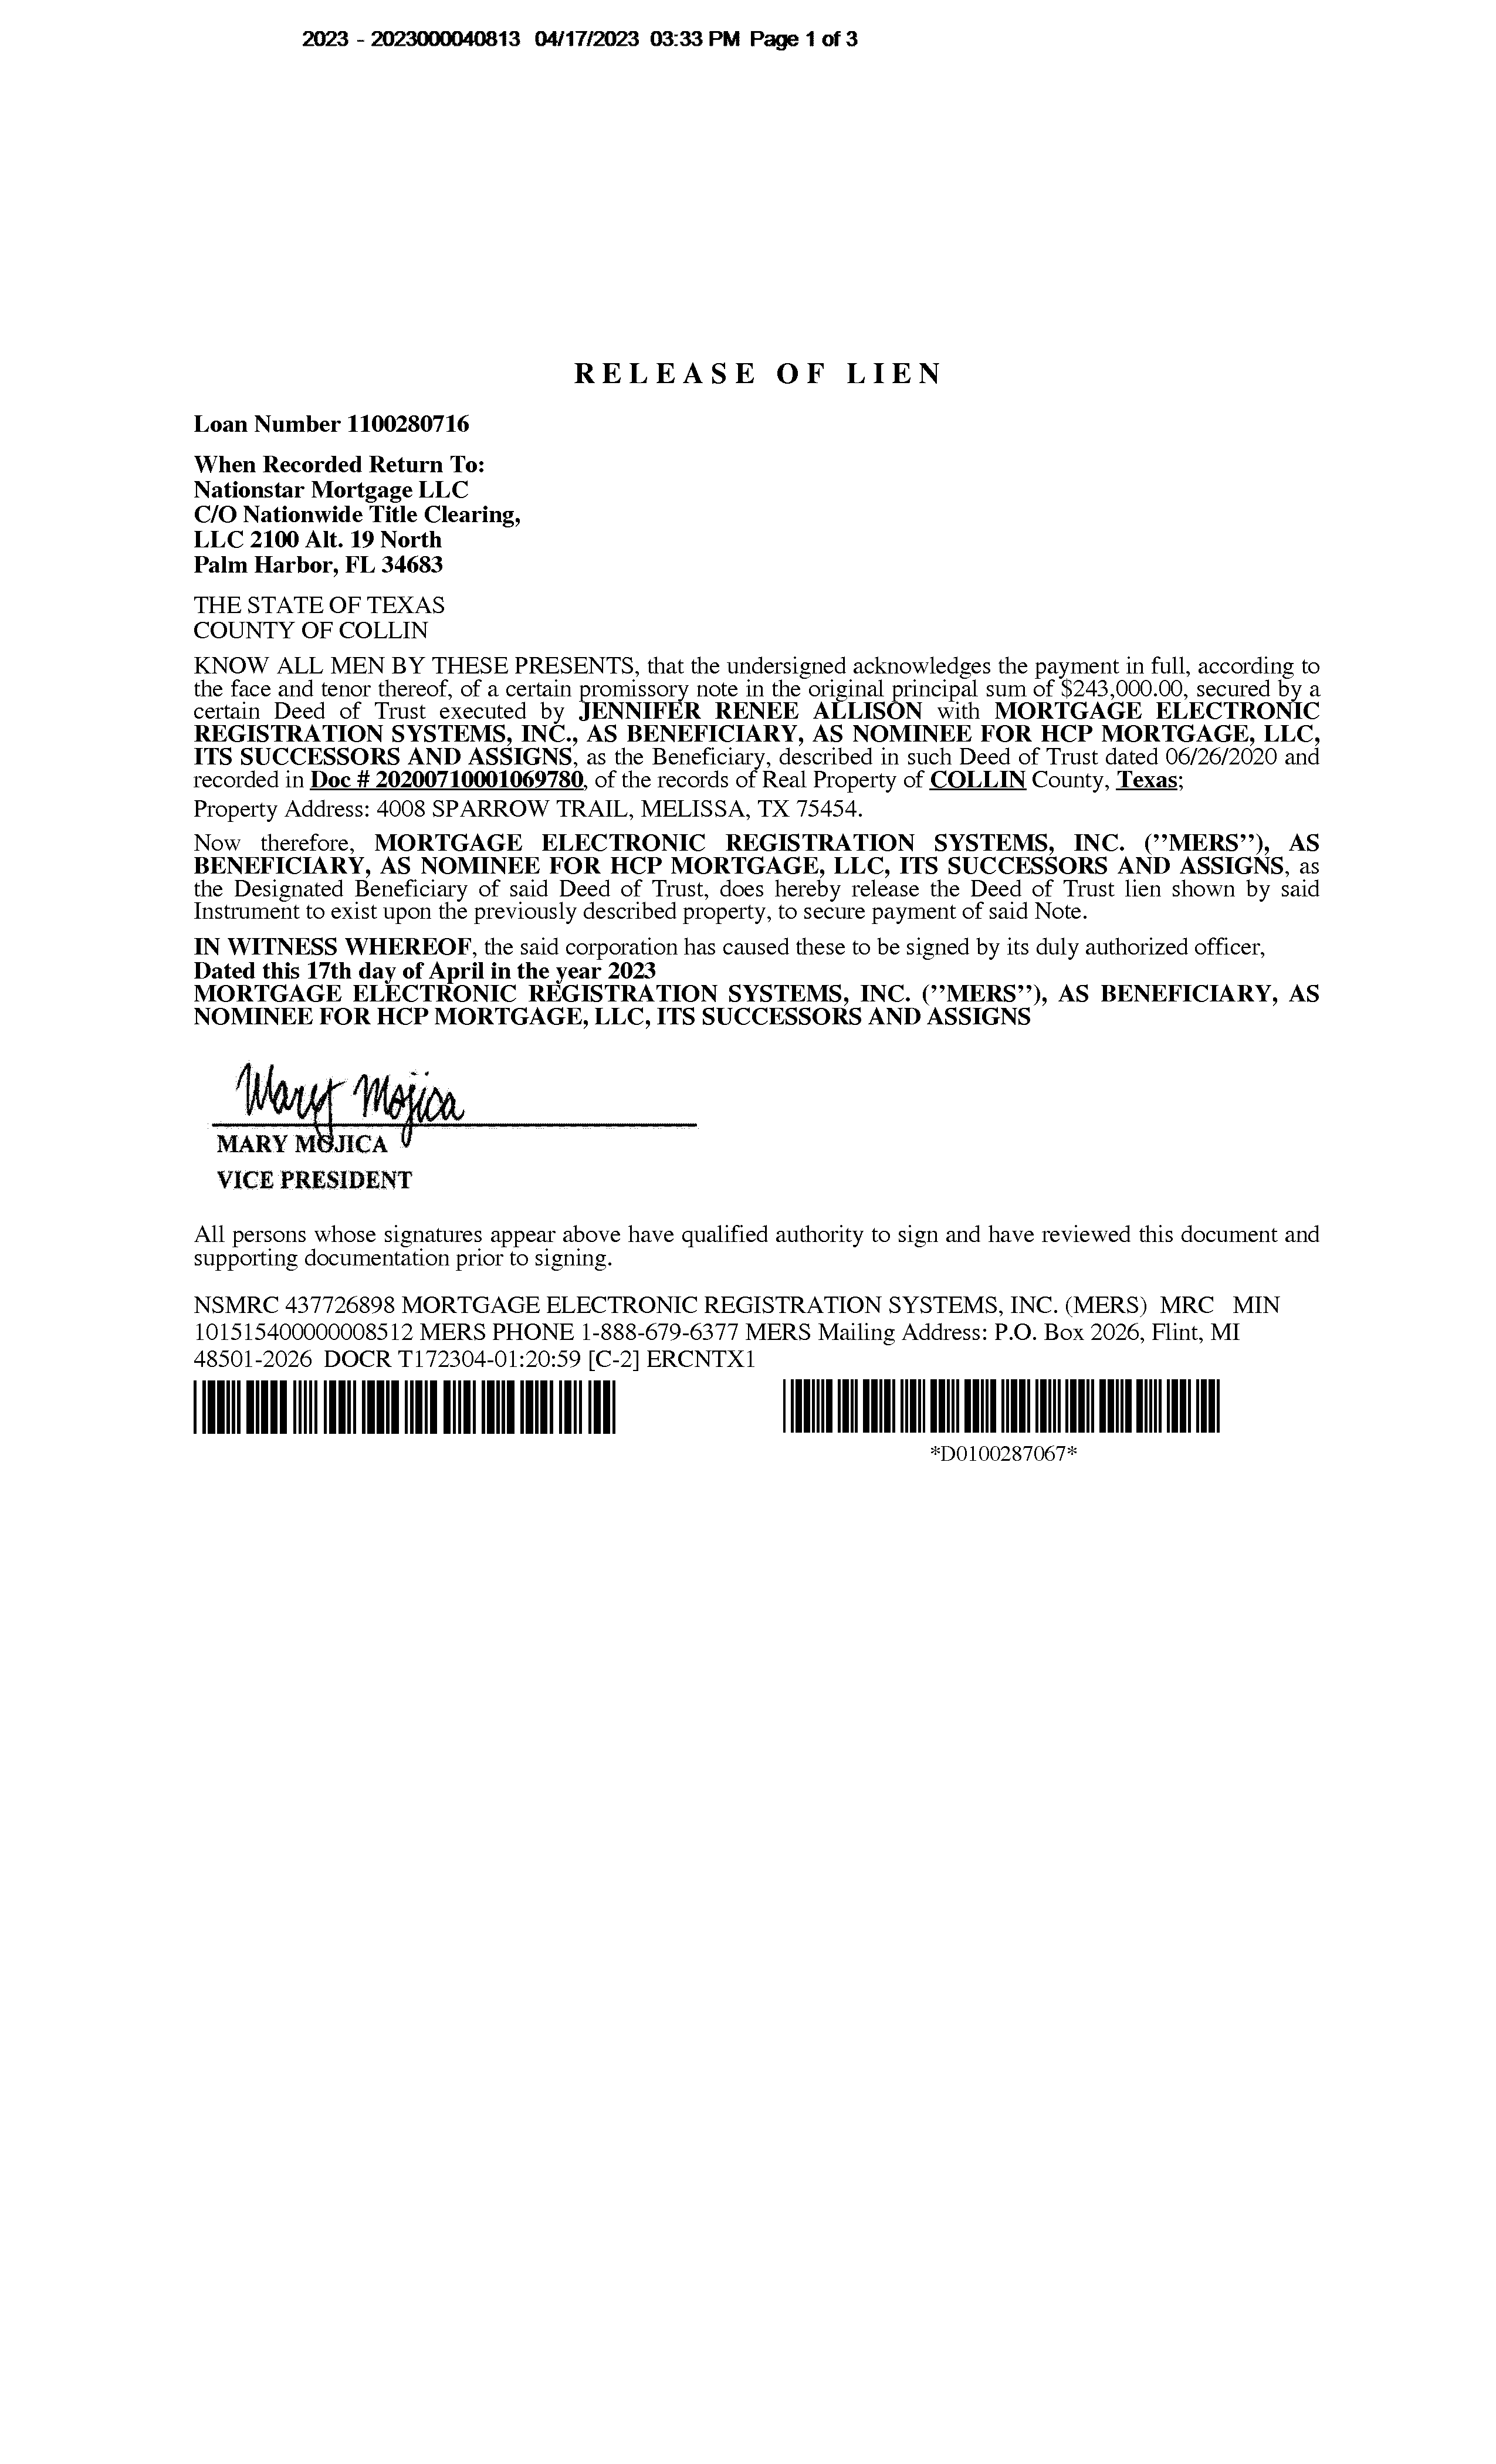 2023 - 2023000040813 04/17/2023 03:33 PM Page 1 of 3
RELEASE OF LIEN
Loan Number 1100280716
When Recorded Return To:
Nationstar Mortgage LLC
C/O Nationwide Title Clearing,
LLC 2100 Alt. 19 North
Palm Harbor, FL 34683
THE STATE OF TEXAS
COUNTY OF COLLIN
KNOW ALL MEN BY THESE PRESENTS, that the undersigned acknowledges the payment in full, according to
the face and tenor thereof, of a certain promissory note in the original principal sum of $243,000.00, secured by a
certain Deed of Trust executed by JENNIFER RENEE ALLISON with MORTGAGE ELECTRONIC
REGISTRATION SYSTEMS, INC., AS BENEFICIARY, AS NOMINEE FOR HCP MORTGAGE, LLC,
ITS SUCCESSORS AND ASSIGNS, as the Beneficiary, described in such Deed of Trust dated 06/26/2020 and
recorded in Doc # 20200710001069780, of the records of Real Property of COLLIN County, Texas;
Property Address: 4008 SPARROW TRAIL, MELISSA, TX 75454.
Now therefore, MORTGAGE ELECTRONIC REGISTRATION SYSTEMS, INC. (”MERS”), AS
BENEFICIARY, AS NOMINEE FOR HCP MORTGAGE, LLC, ITS SUCCESSORS AND ASSIGNS, as
the Designated Beneficiary of said Deed of Trust, does hereby release the Deed of Trust lien shown by said
Instrument to exist upon the previously described property, to secure payment of said Note.
IN WITNESS WHEREOF, the said corporation has caused these to be signed by its duly authorized officer,
Dated this 17th day of April in the year 2023
MORTGAGE ELECTRONIC REGISTRATION SYSTEMS, INC. (”MERS”), AS BENEFICIARY, AS
NOMINEE FOR HCP MORTGAGE, LLC, ITS SUCCESSORS AND ASSIGNS
Mary Mojica
MARY MOJICA
VICE PRESIDENT
All persons whose signatures appear above have qualified authority to sign and have reviewed this document and
supporting documentation prior to signing.
NSMRC 437726898 MORTGAGE ELECTRONIC REGISTRATION SYSTEMS, INC. (MERS) MRC MIN
101515400000008512 MERS PHONE 1-888-679-6377 MERS Mailing Address: P.O. Box 2026, Flint, MI
48501-2026 DOCR T172304-01:20:59 [C-2] ERCNTX1
*D0100287067*